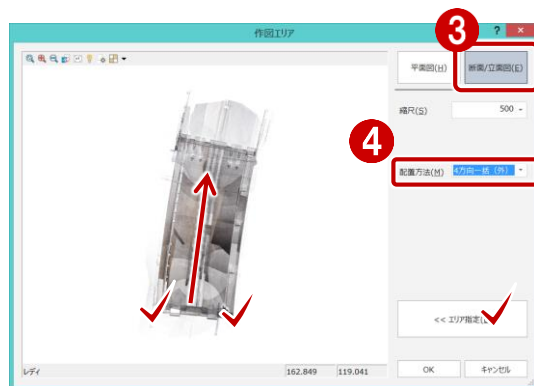 作図エリア
? ×
3
平面図(H)
断面/立面図(E)
縮尺(S) 500
4
配置方法(M) 4方向一括（外）
<< エリア指定(
レディ 162.849 119.041
OK キャンセル